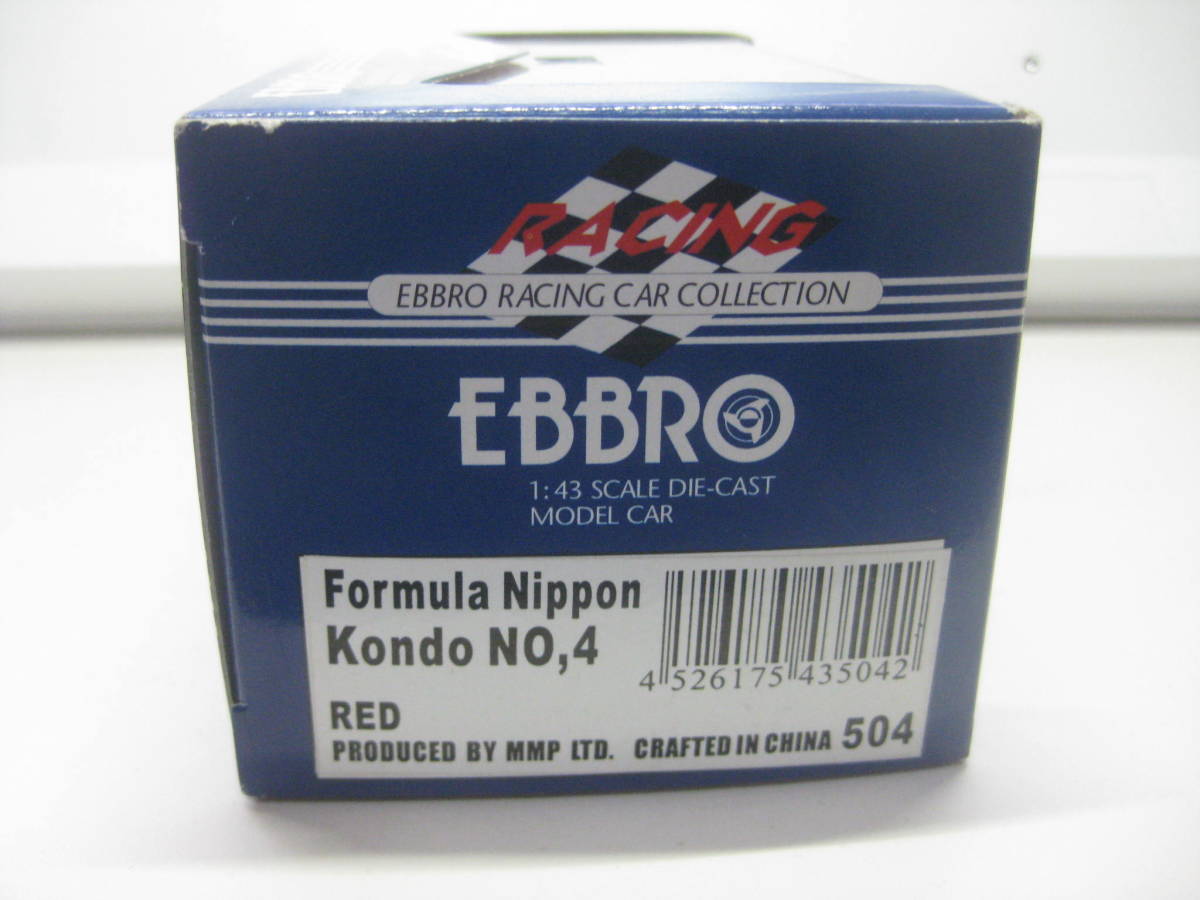 RACING
EBBRO RACING CAR COLLECTION
EBBRO
1:43 SCALE DIE-CAST
MODEL CAR
Formula Nippon
Kondo NO,4
4 526175 435042
RED
PRODUCED BY MMP LTD. CRAFTED IN CHINA 504